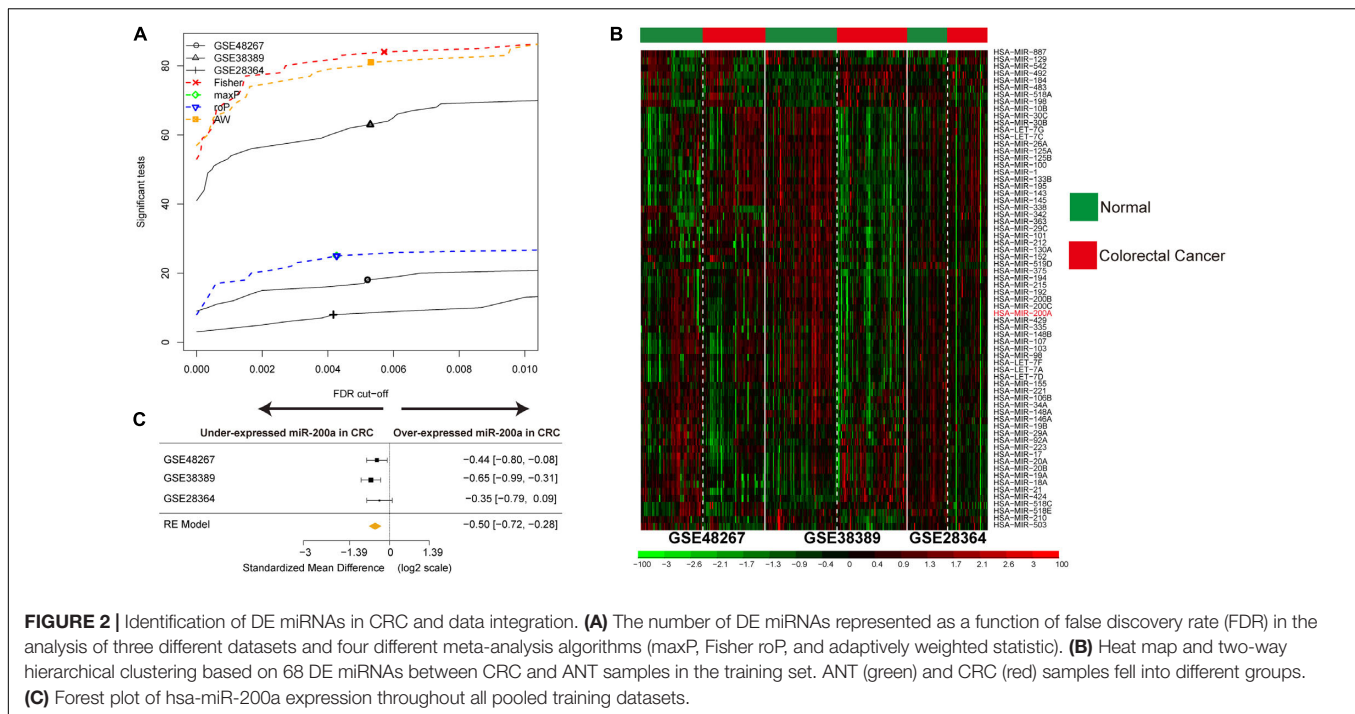 A
GSE48267
GSE38389
GSE28364
Fisher
maxP
roP
AW
Significant tests
80
60
40
20
0
0.000 0.002 0.004 0.006 0.008 0.010
FDR cut-off
B
HSA-MIR-887
HSA-MIR-129
HSA-MIR-542
HSA-MIR-492
HSA-MIR-184
HSA-MIR-483
HSA-MIR-518A
HSA-MIR-198
HSA-MIR-10B
HSA-MIR-30C
HSA-MIR-30B
HSA-LET-7G
HSA-LET-7C
HSA-MIR-26A
HSA-MIR-125A
HSA-MIR-125B
HSA-MIR-100
HSA-MIR-1
HSA-MIR-133B
HSA-MIR-195
HSA-MIR-143
HSA-MIR-145
HSA-MIR-338
HSA-MIR-342
HSA-MIR-363
HSA-MIR-29C
HSA-MIR-101
HSA-MIR-212
HSA-MIR-130A
HSA-MIR-152
HSA-MIR-519D
HSA-MIR-375
HSA-MIR-194
HSA-MIR-215
HSA-MIR-192
HSA-MIR-200B
HSA-MIR-200C
HSA-MIR-200A
HSA-MIR-429
HSA-MIR-335
HSA-MIR-148B
HSA-MIR-107
HSA-MIR-103
HSA-MIR-98
HSA-LET-7F
HSA-LET-7A
HSA-LET-7D
HSA-MIR-155
HSA-MIR-221
HSA-MIR-106B
HSA-MIR-34A
HSA-MIR-148A
HSA-MIR-146A
HSA-MIR-19B
HSA-MIR-29A
HSA-MIR-92A
HSA-MIR-223
HSA-MIR-17
HSA-MIR-20A
HSA-MIR-20B
HSA-MIR-19A
HSA-MIR-18A
HSA-MIR-21
HSA-MIR-424
HSA-MIR-518C
HSA-MIR-518E
HSA-MIR-210
HSA-MIR-503
Normal
Colorectal Cancer
GSE48267 GSE38389 GSE28364
-100 -3 -2.6 -2.1 -1.7 -1.3 -0.9 -0.4 0 0.4 0.9 1.3 1.7 2.1 3 100
C
Under-expressed miR-200a in CRC Over-expressed miR-200a in CRC
GSE48267 −0.44 [−0.80, −0.08]
GSE38389 −0.65 [−0.99, −0.31]
GSE28364 −0.35 [−0.79, 0.09]
RE Model −0.50 [−0.72, −0.28]
−3 −1.39 0 1.39
Standardized Mean Difference (log2 scale)
FIGURE 2 | Identification of DE miRNAs in CRC and data integration. (A) The number of DE miRNAs represented as a function of false discovery rate (FDR) in the
analysis of three different datasets and four different meta-analysis algorithms (maxP, Fisher roP, and adaptively weighted statistic). (B) Heat map and two-way
hierarchical clustering based on 68 DE miRNAs between CRC and ANT samples in the training set. ANT (green) and CRC (red) samples fell into different groups.
(C) Forest plot of hsa-miR-200a expression throughout all pooled training datasets.